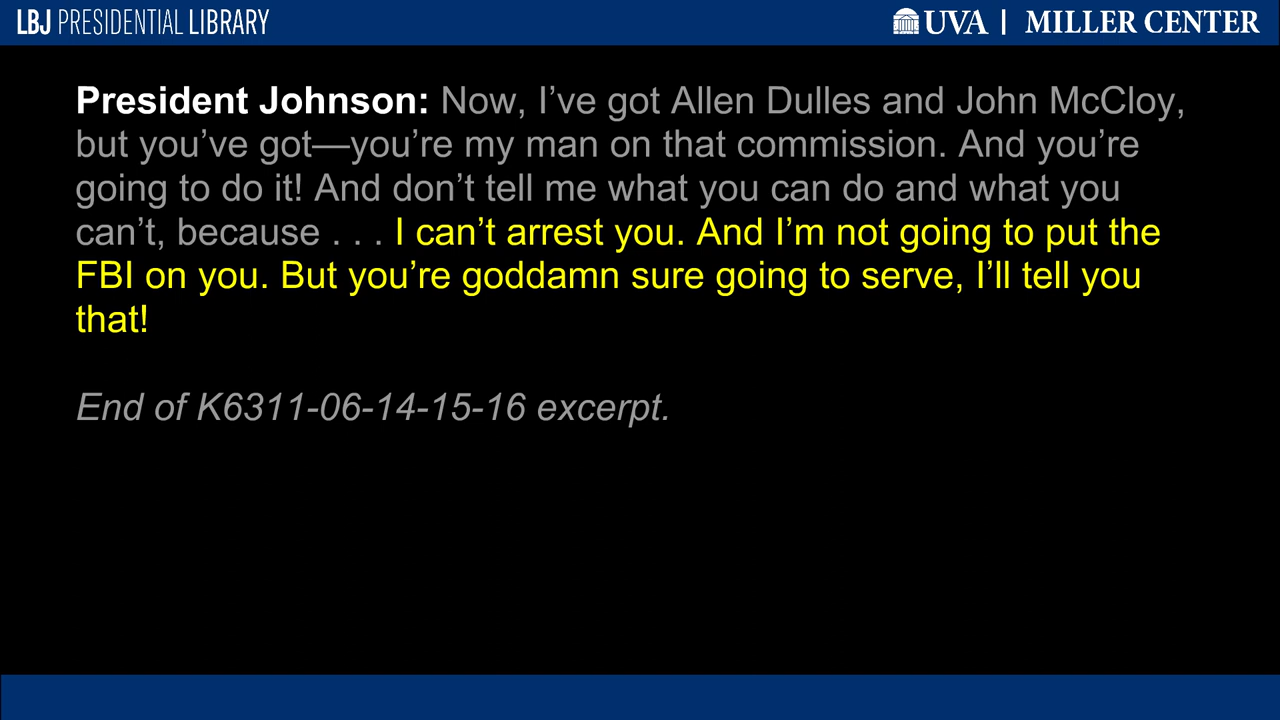 LBJ PRESIDENTIAL LIBRARY
UVA | MILLER CENTER
President Johnson: Now, I’ve got Allen Dulles and John McCloy,
but you’ve got—you’re my man on that commission. And you’re
going to do it! And don’t tell me what you can do and what you
can’t, because . . . I can’t arrest you. And I’m not going to put the
FBI on you. But you’re goddamn sure going to serve, I’ll tell you
that!
End of K6311-06-14-15-16 excerpt.